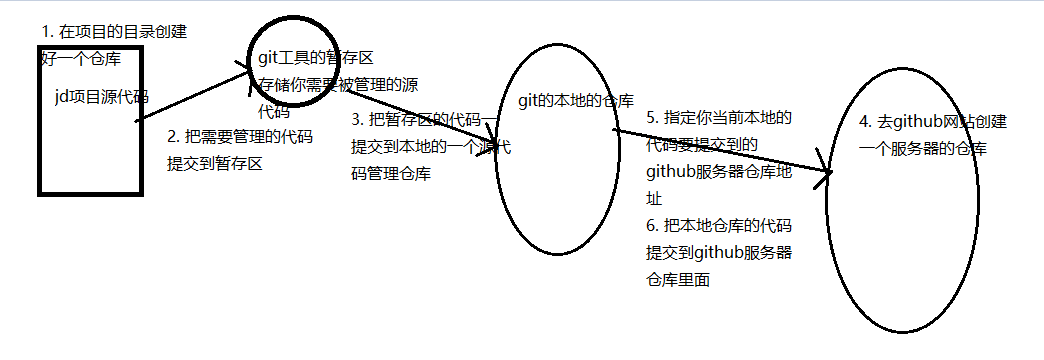 1. 在项目的目录创建
好一个仓库
jd项目源代码
2. 把需要管理的代码
提交到暂存区
git工具的暂存区
存储你需要被管理的源
代码
3. 把暂存区的代码一
提交到本地的一个源代
码管理仓库
git的本地的仓库
5. 指定你当前本地的
代码要提交到的
github服务器仓库地
址
6. 把本地仓库的代码
提交到github服务器
仓库里面
4. 去github网站创建
一个服务器的仓库